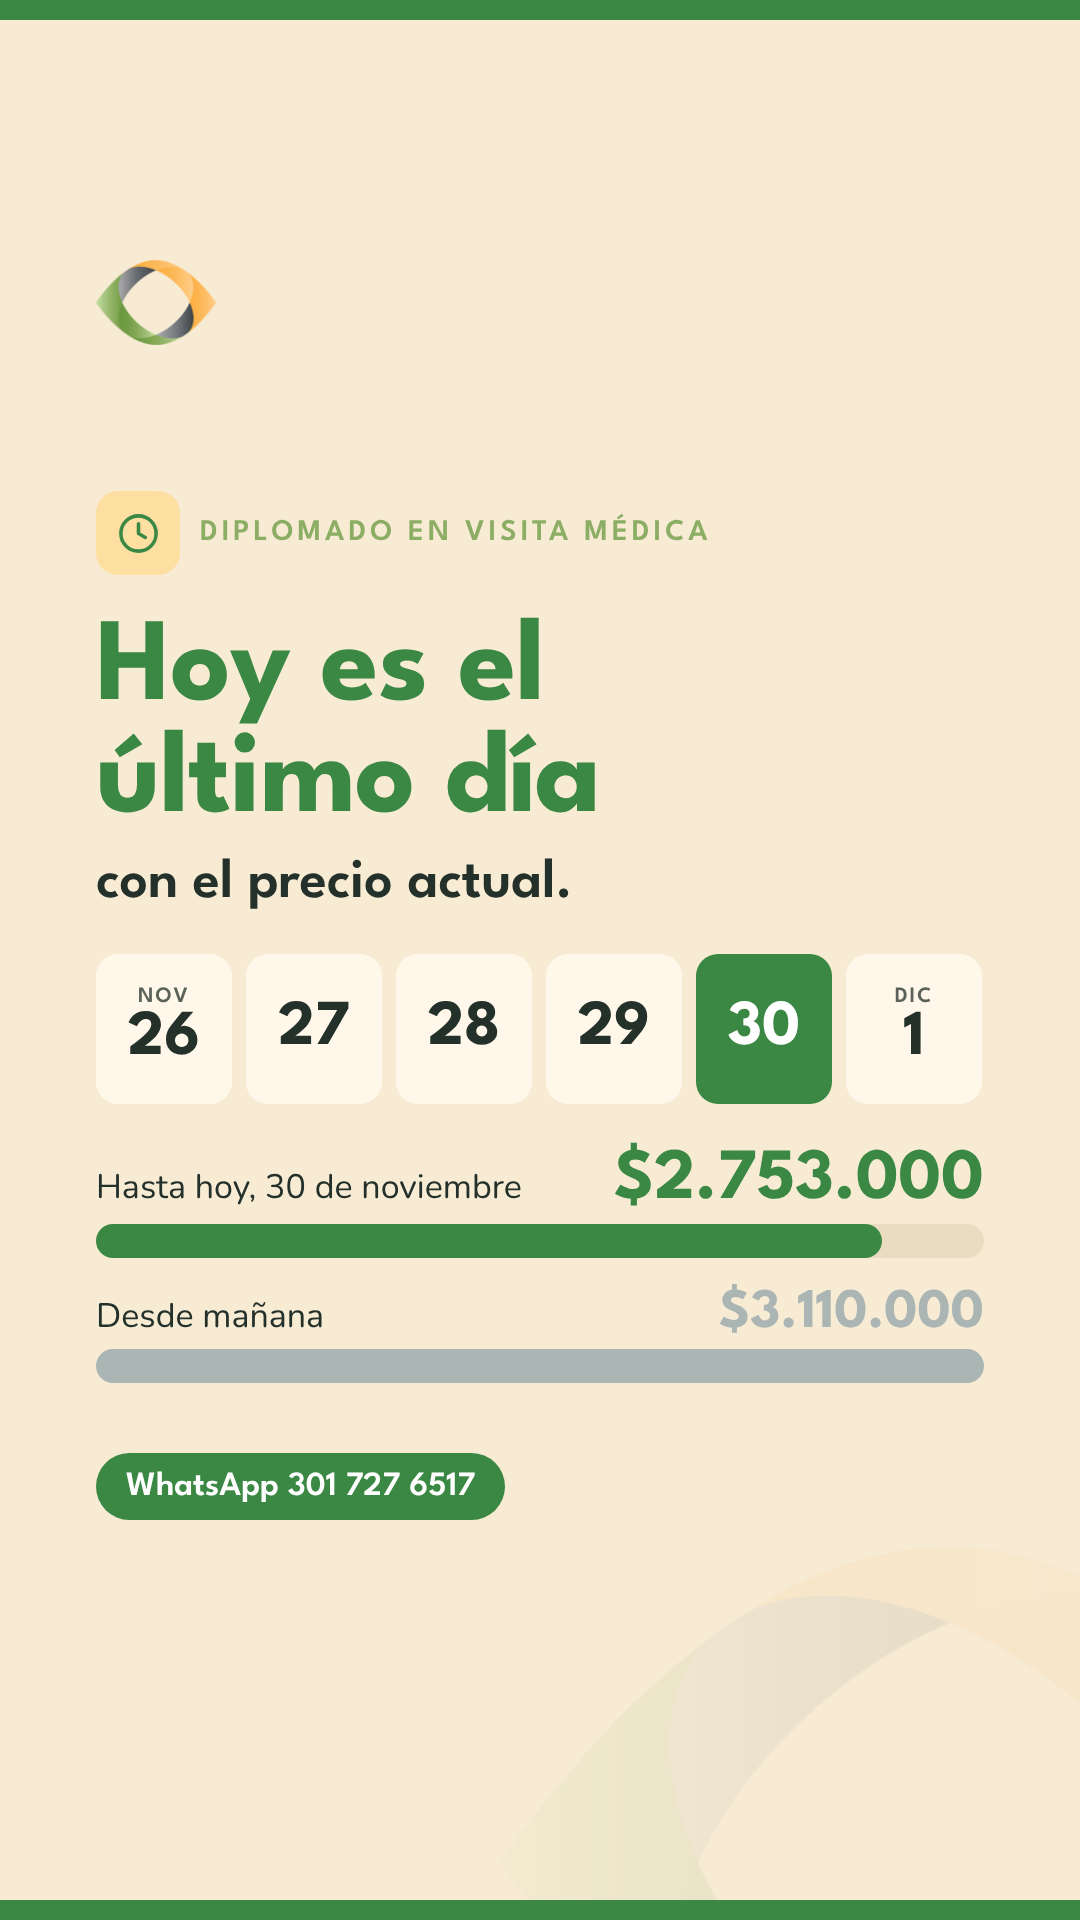 DIPLOMADO EN VISITA MÉDICA
Hoy es el
último día
con el precio actual.
NOV
26
27
28
29
30
DIC
1
Hasta hoy, 30 de noviembre
$2.753.000
Desde mañana
$3.110.000
WhatsApp 301 727 6517